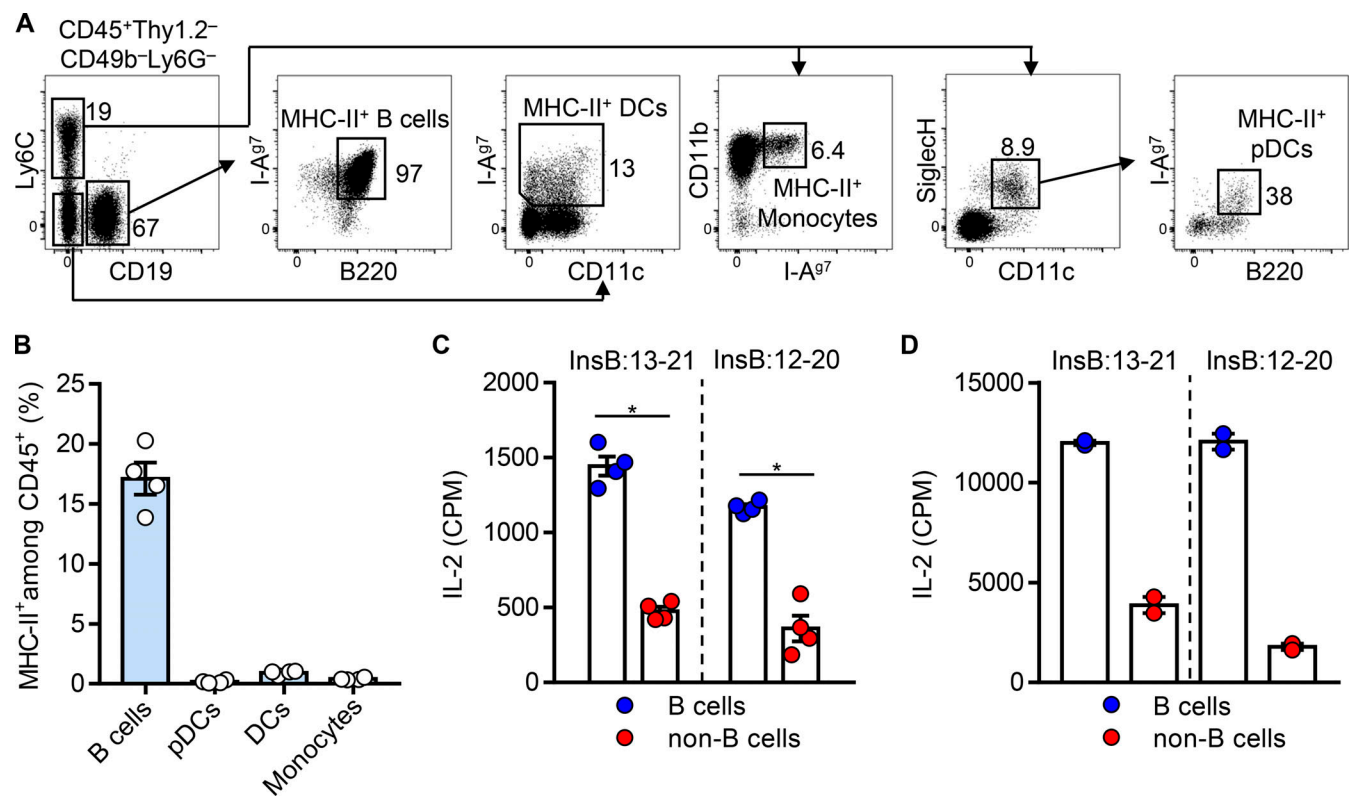 A
CD45⁺Thy1.2⁻
CD49b⁻Ly6G⁻
Ly6C
19
67
0
0
CD19
I-Aᵍ⁷
MHC-II⁺ B cells
97
0
0
B220
I-Aᵍ⁷
MHC-II⁺ DCs
13
0
0
CD11c
CD11b
6.4
MHC-II⁺
Monocytes
0
0
I-Aᵍ⁷
SiglecH
8.9
0
0
CD11c
I-Aᵍ⁷
MHC-II⁺
pDCs
38
0
0
B220
B
MHC-II⁺among CD45⁺ (%)
25
20
15
10
5
0
B cells
pDCs
DCs
Monocytes
C
InsB:13-21 InsB:12-20
IL-2 (CPM)
2000
1500
1000
500
0
*
*
B cells
non-B cells
D
InsB:13-21 InsB:12-20
IL-2 (CPM)
15000
10000
5000
0
B cells
non-B cells